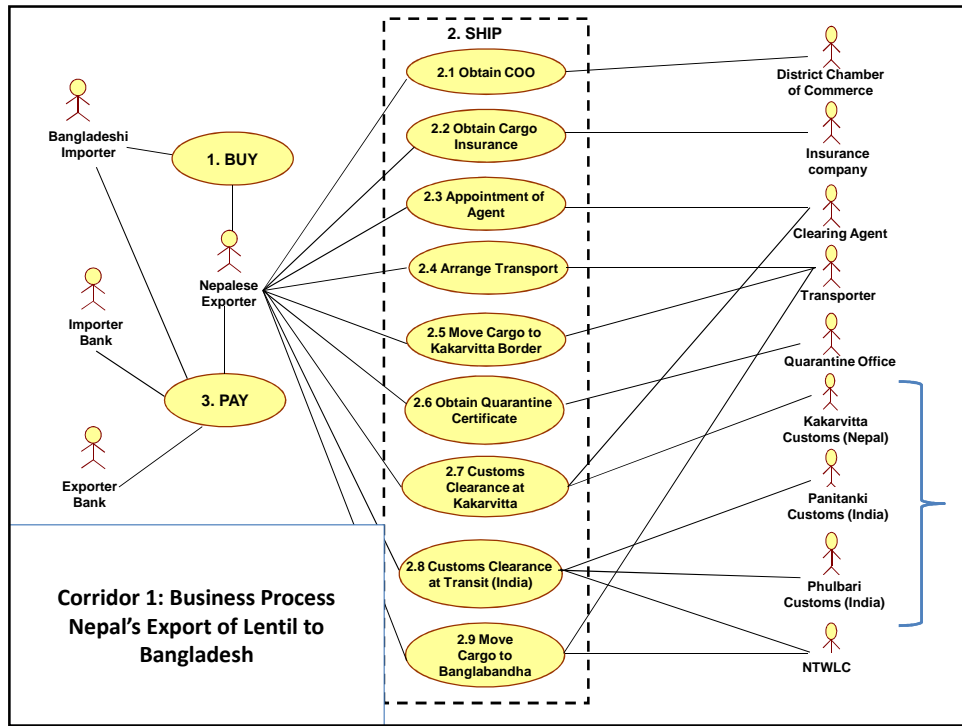 2. SHIP
2.1 Obtain COO
District Chamber
of Commerce
Bangladeshi
Importer
1. BUY
2.2 Obtain Cargo
Insurance
Insurance
company
2.3 Appointment of
Agent
Clearing Agent
Nepalese
Exporter
2.4 Arrange Transport
Transporter
Importer
Bank
2.5 Move Cargo to
Kakarvitta Border
Quarantine Office
3. PAY
2.6 Obtain Quarantine
Certificate
Kakarvitta
Customs (Nepal)
Exporter
Bank
2.7 Customs
Clearance at
Kakarvitta
Panitanki
Customs (India)
2.8 Customs Clearance
at Transit (India)
Phulbari
Customs (India)
Corridor 1: Business Process
Nepal’s Export of Lentil to
Bangladesh
2.9 Move
Cargo to
Banglabandha
NTWLC